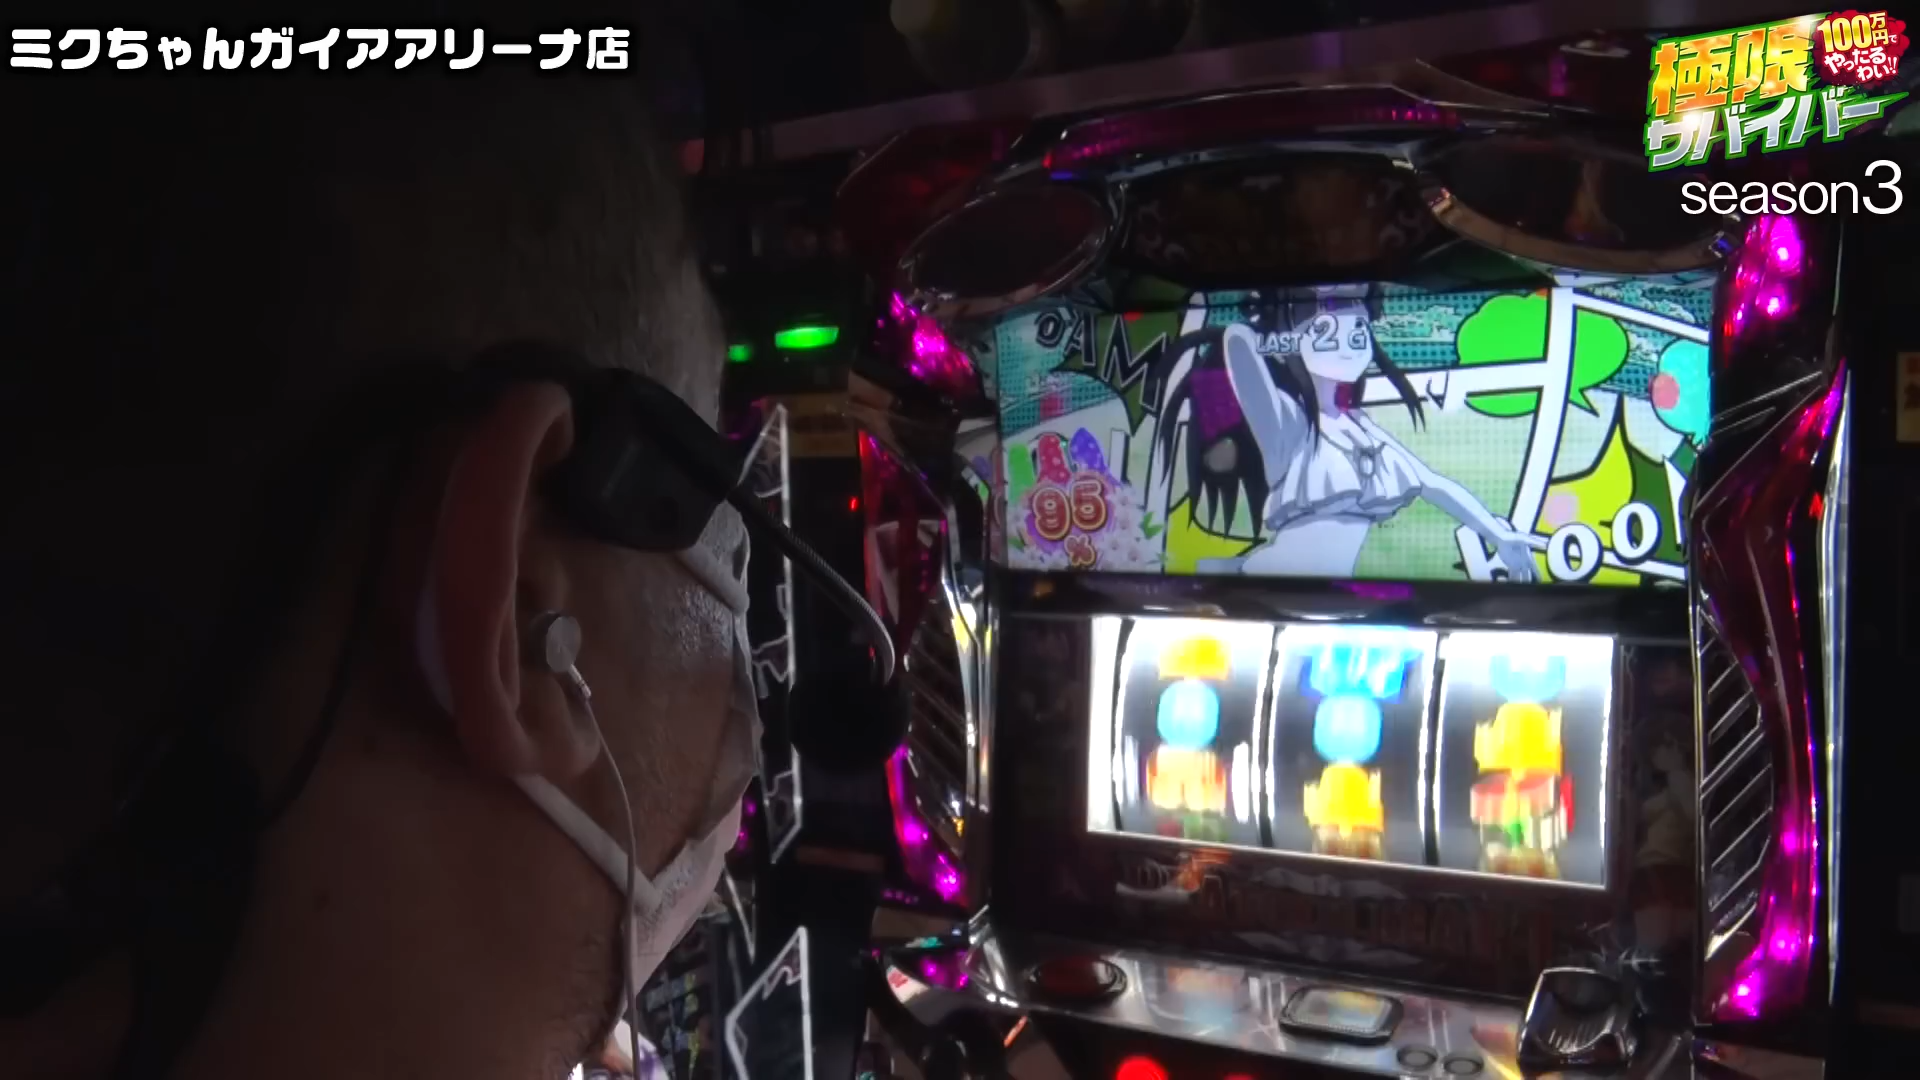 ミクちゃんガイアアリーナ店
極限
サバイバー
100万円で
やったる
わい!!
season3
LAST 2 G
95
%